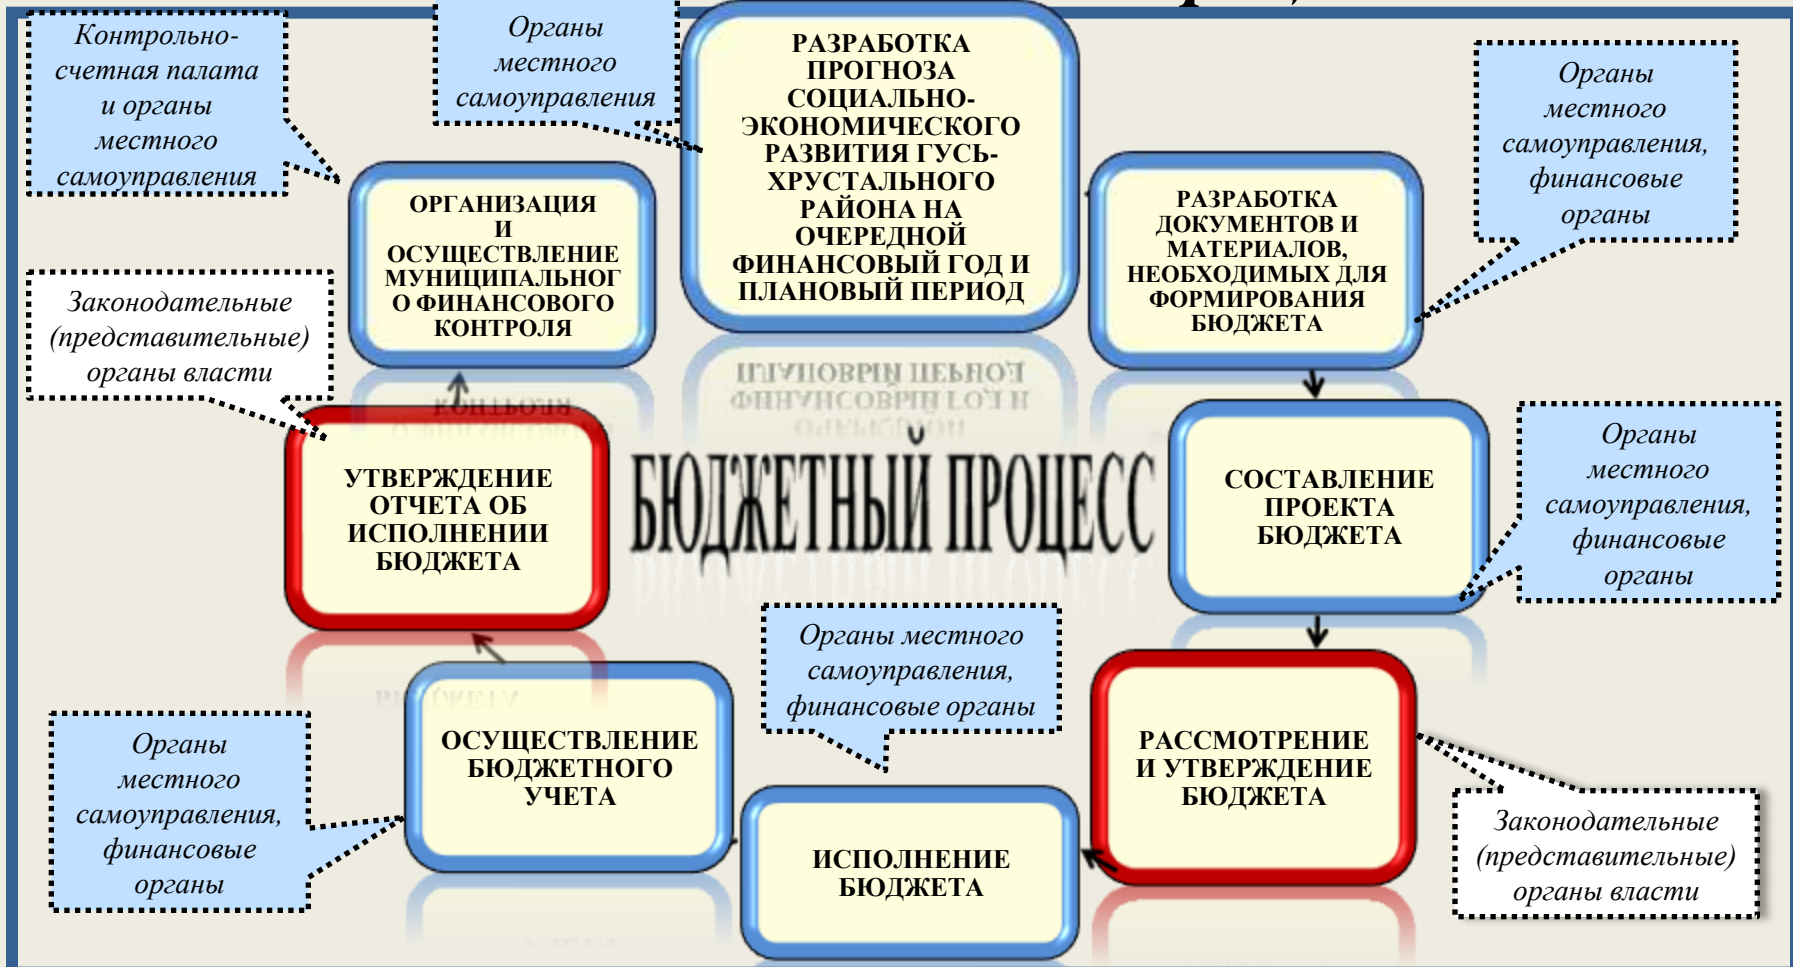 Контрольно-
счетная палата
и органы
местного
самоуправления
Органы
местного
самоуправления
РАЗРАБОТКА
ПРОГНОЗА
СОЦИАЛЬНО-
ЭКОНОМИЧЕСКОГО
РАЗВИТИЯ ГУСЬ-
ХРУСТАЛЬНОГО
РАЙОНА НА
ОЧЕРЕДНОЙ
ФИНАНСОВЫЙ ГОД И
ПЛАНОВЫЙ ПЕРИОД
Органы
местного
самоуправления,
финансовые
органы
ОРГАНИЗАЦИЯ
И
ОСУЩЕСТВЛЕНИЕ
МУНИЦИПАЛЬНОГ
О ФИНАНСОВОГО
КОНТРОЛЯ
РАЗРАБОТКА
ДОКУМЕНТОВ И
МАТЕРИАЛОВ,
НЕОБХОДИМЫХ ДЛЯ
ФОРМИРОВАНИЯ
БЮДЖЕТА
Законодательные
(представительные)
органы власти
УТВЕРЖДЕНИЕ
ОТЧЕТА ОБ
ИСПОЛНЕНИИ
БЮДЖЕТА
БЮДЖЕТНЫЙ ПРОЦЕСС
СОСТАВЛЕНИЕ
ПРОЕКТА
БЮДЖЕТА
Органы
местного
самоуправления,
финансовые
органы
Органы местного
самоуправления,
финансовые органы
Органы
местного
самоуправления,
финансовые
органы
ОСУЩЕСТВЛЕНИЕ
БЮДЖЕТНОГО
УЧЕТА
ИСПОЛНЕНИЕ
БЮДЖЕТА
РАССМОТРЕНИЕ
И УТВЕРЖДЕНИЕ
БЮДЖЕТА
Законодательные
(представительные)
органы власти